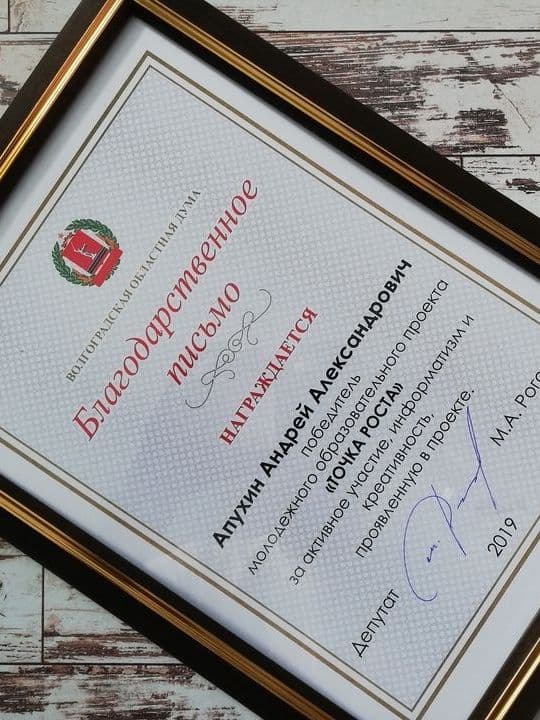 ВОЛГОГРАДСКАЯ ОБЛАСТНАЯ ДУМА
Благодарственное
письмо
НАГРАЖДАЕТСЯ
Апухин Андрей Александрович
победитель
молодежного образовательного проекта
«ТОЧКА РОСТА»
за активное участие, информатизм и
креативность,
проявленную в проекте.
Депутат М.А. Рого
2019